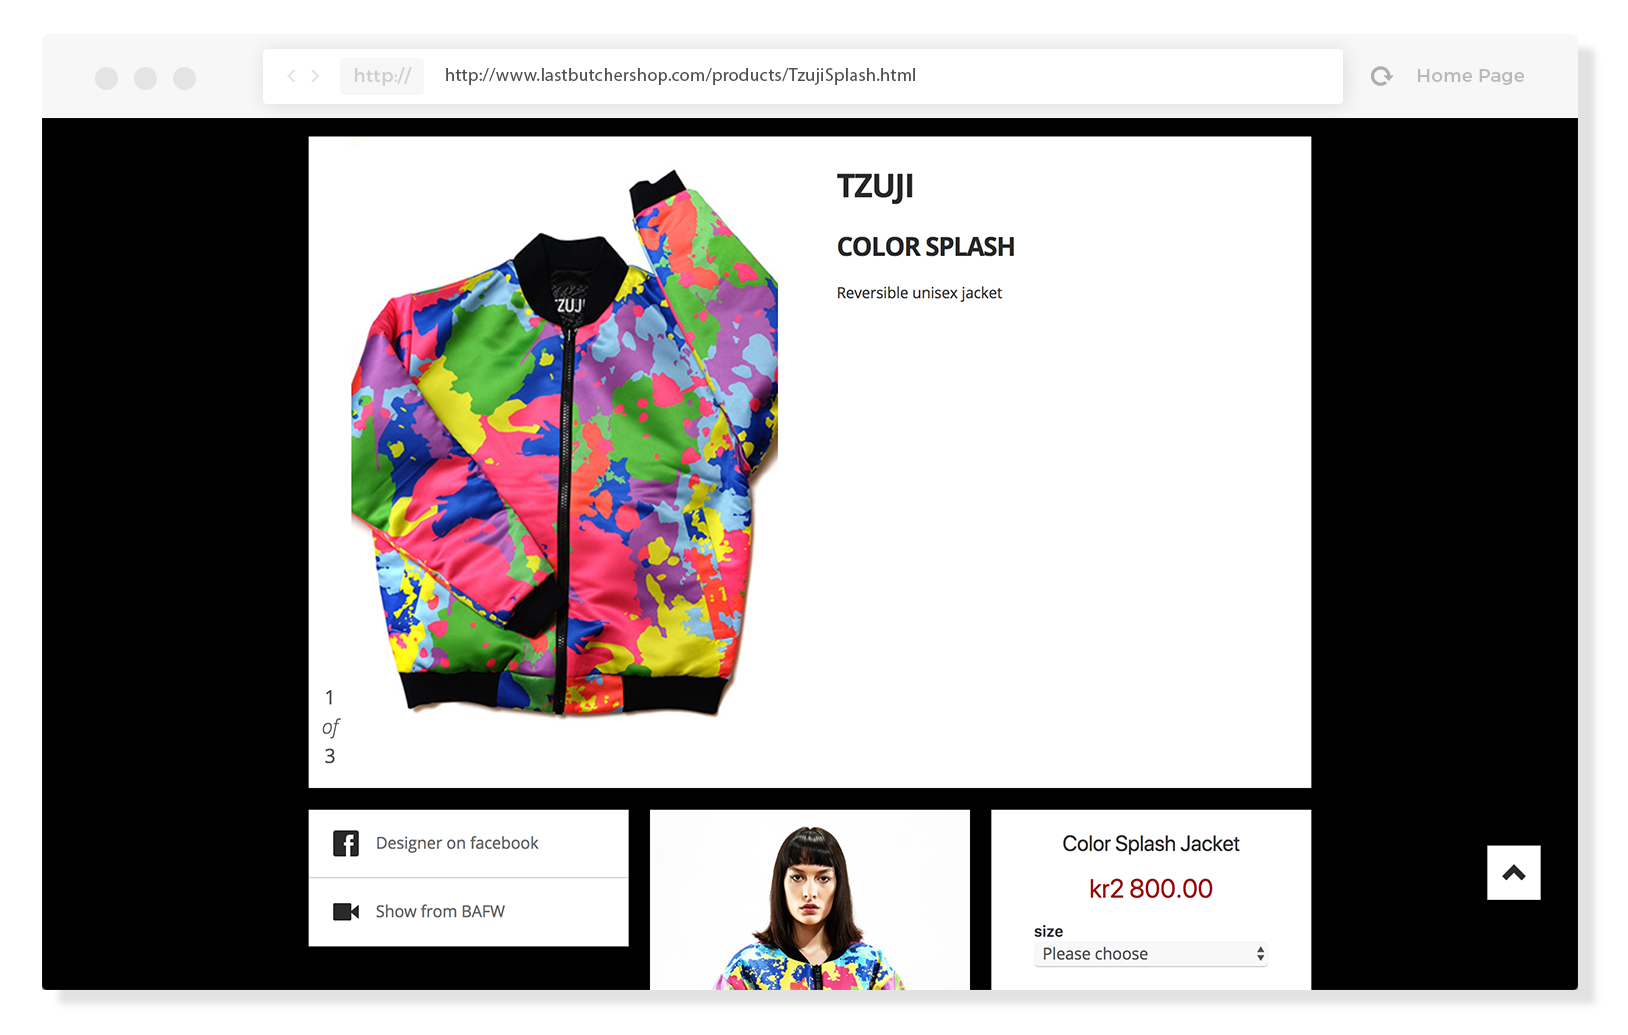 http://
http://www.lastbutchershop.com/products/TzujiSplash.html
Home Page
TZUJI
COLOR SPLASH
Reversible unisex jacket
TZUJI
1
of
3
Designer on facebook
Show from BAFW
Color Splash Jacket
kr2 800.00
size
Please choose